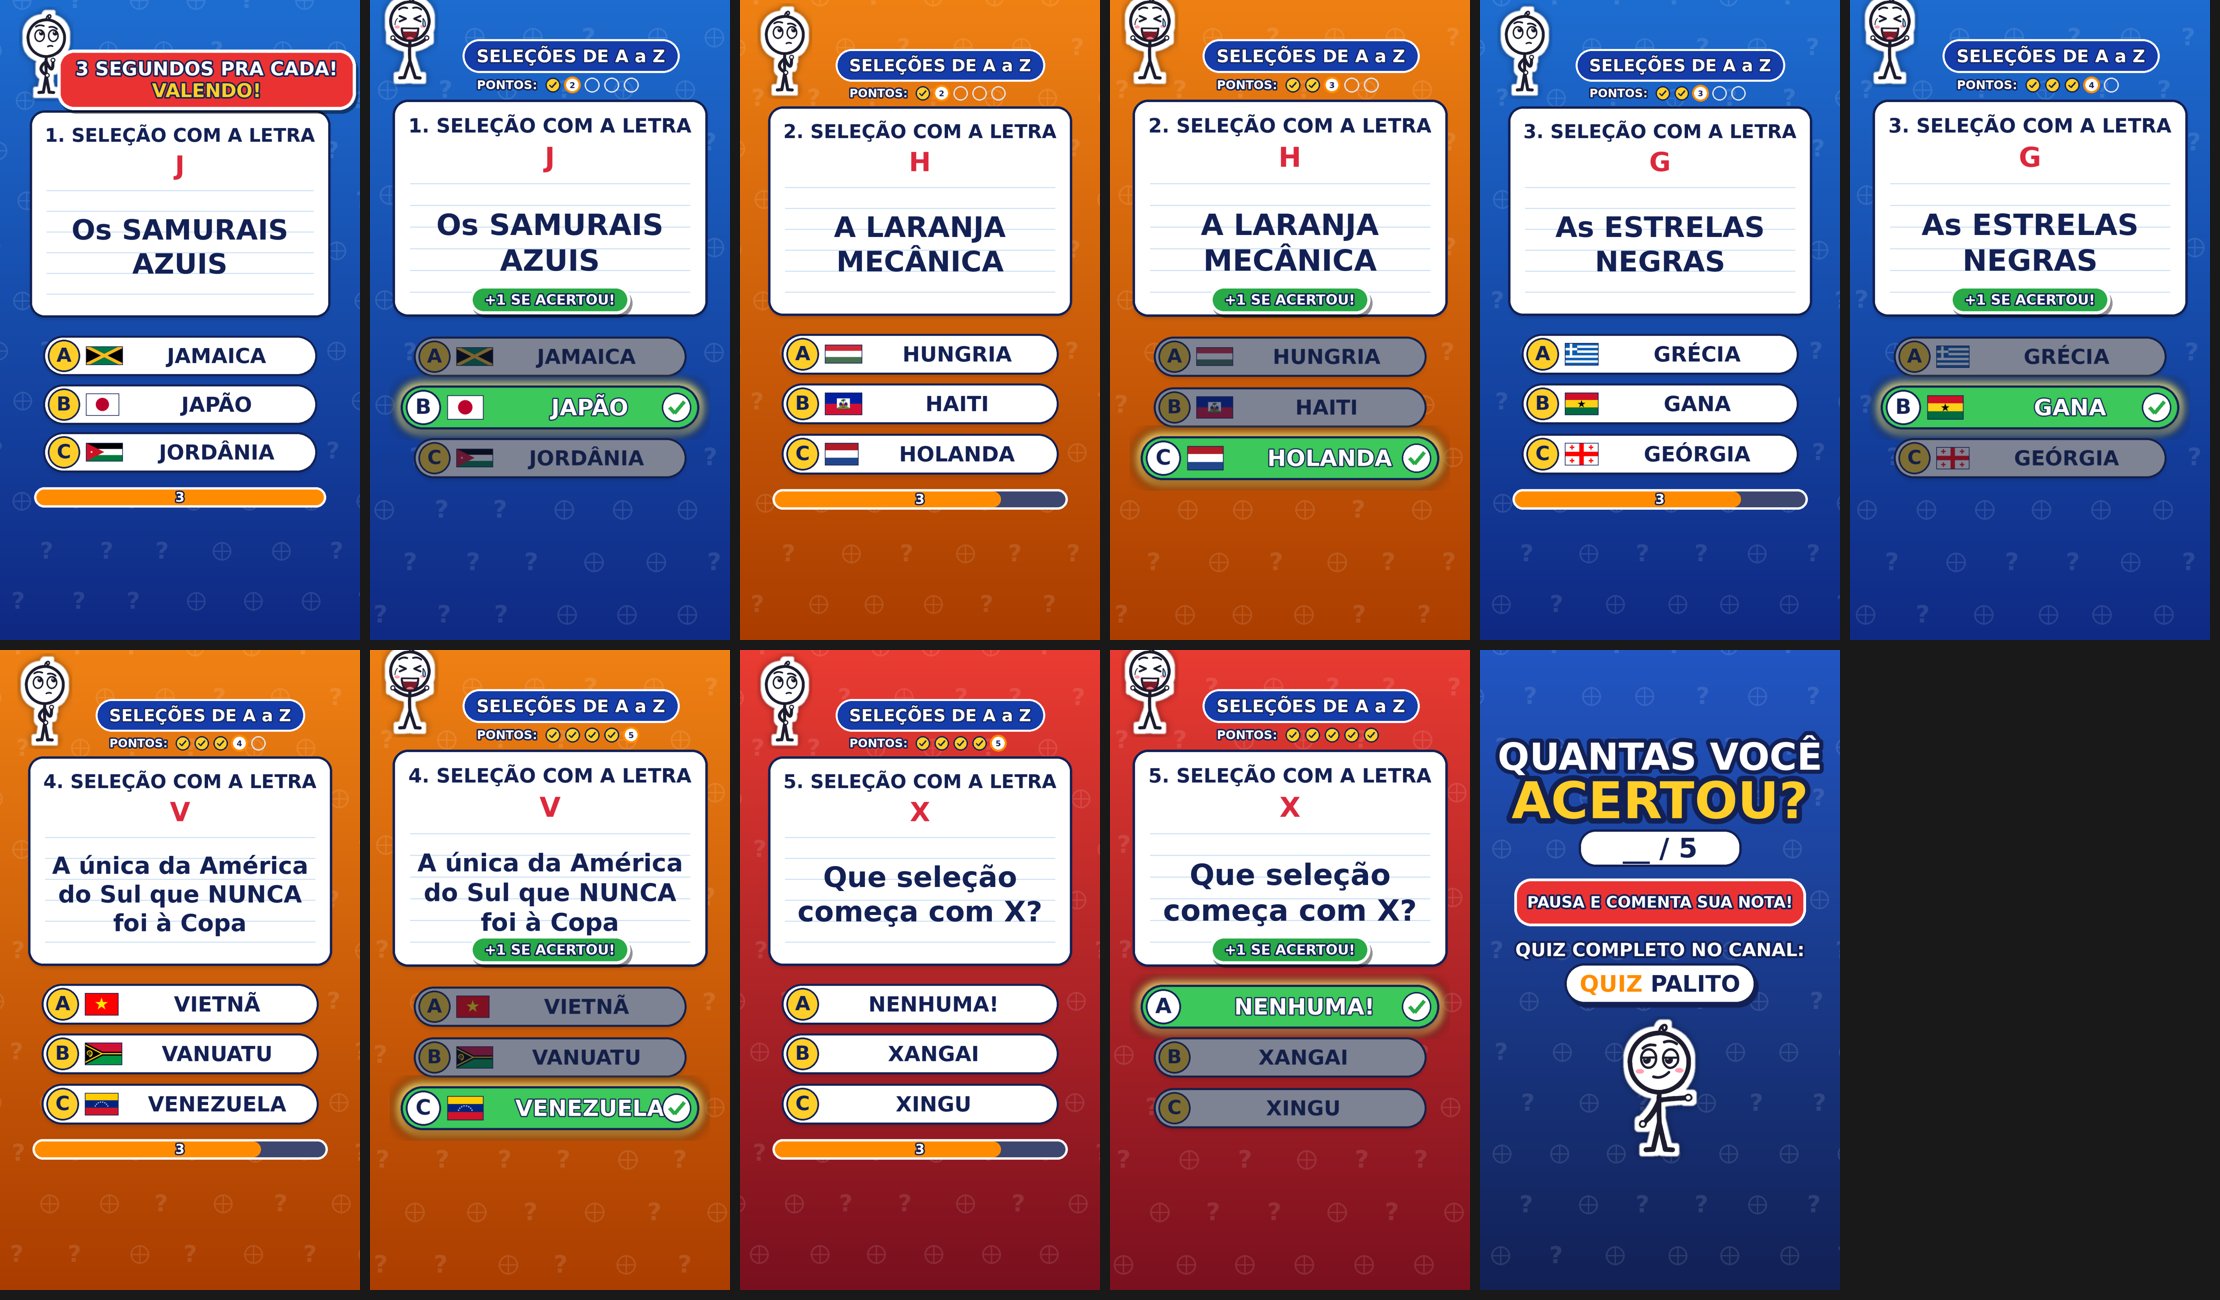 3 SEGUNDOS PRA CADA!
VALENDO!
1. SELEÇÃO COM A LETRA
J
Os SAMURAIS
AZUIS
A JAMAICA
B JAPÃO
C JORDÂNIA
3
SELEÇÕES DE A a Z
PONTOS: 2
1. SELEÇÃO COM A LETRA
J
Os SAMURAIS
AZUIS
+1 SE ACERTOU!
A JAMAICA
B JAPÃO
C JORDÂNIA
SELEÇÕES DE A a Z
PONTOS: 2
2. SELEÇÃO COM A LETRA
H
A LARANJA
MECÂNICA
A HUNGRIA
B HAITI
C HOLANDA
3
SELEÇÕES DE A a Z
PONTOS: 3
2. SELEÇÃO COM A LETRA
H
A LARANJA
MECÂNICA
+1 SE ACERTOU!
A HUNGRIA
B HAITI
C HOLANDA
SELEÇÕES DE A a Z
PONTOS: 3
3. SELEÇÃO COM A LETRA
G
As ESTRELAS
NEGRAS
A GRÉCIA
B GANA
C GEÓRGIA
3
SELEÇÕES DE A a Z
PONTOS: 4
3. SELEÇÃO COM A LETRA
G
As ESTRELAS
NEGRAS
+1 SE ACERTOU!
A GRÉCIA
B GANA
C GEÓRGIA
SELEÇÕES DE A a Z
PONTOS: 4
4. SELEÇÃO COM A LETRA
V
A única da América
do Sul que NUNCA
foi à Copa
A VIETNÃ
B VANUATU
C VENEZUELA
3
SELEÇÕES DE A a Z
PONTOS: 5
4. SELEÇÃO COM A LETRA
V
A única da América
do Sul que NUNCA
foi à Copa
+1 SE ACERTOU!
A VIETNÃ
B VANUATU
C VENEZUELA
SELEÇÕES DE A a Z
PONTOS: 5
5. SELEÇÃO COM A LETRA
X
Que seleção
começa com X?
A NENHUMA!
B XANGAI
C XINGU
3
SELEÇÕES DE A a Z
PONTOS:
5. SELEÇÃO COM A LETRA
X
Que seleção
começa com X?
+1 SE ACERTOU!
A NENHUMA!
B XANGAI
C XINGU
QUANTAS VOCÊ
ACERTOU?
__ / 5
PAUSA E COMENTA SUA NOTA!
QUIZ COMPLETO NO CANAL:
QUIZ PALITO